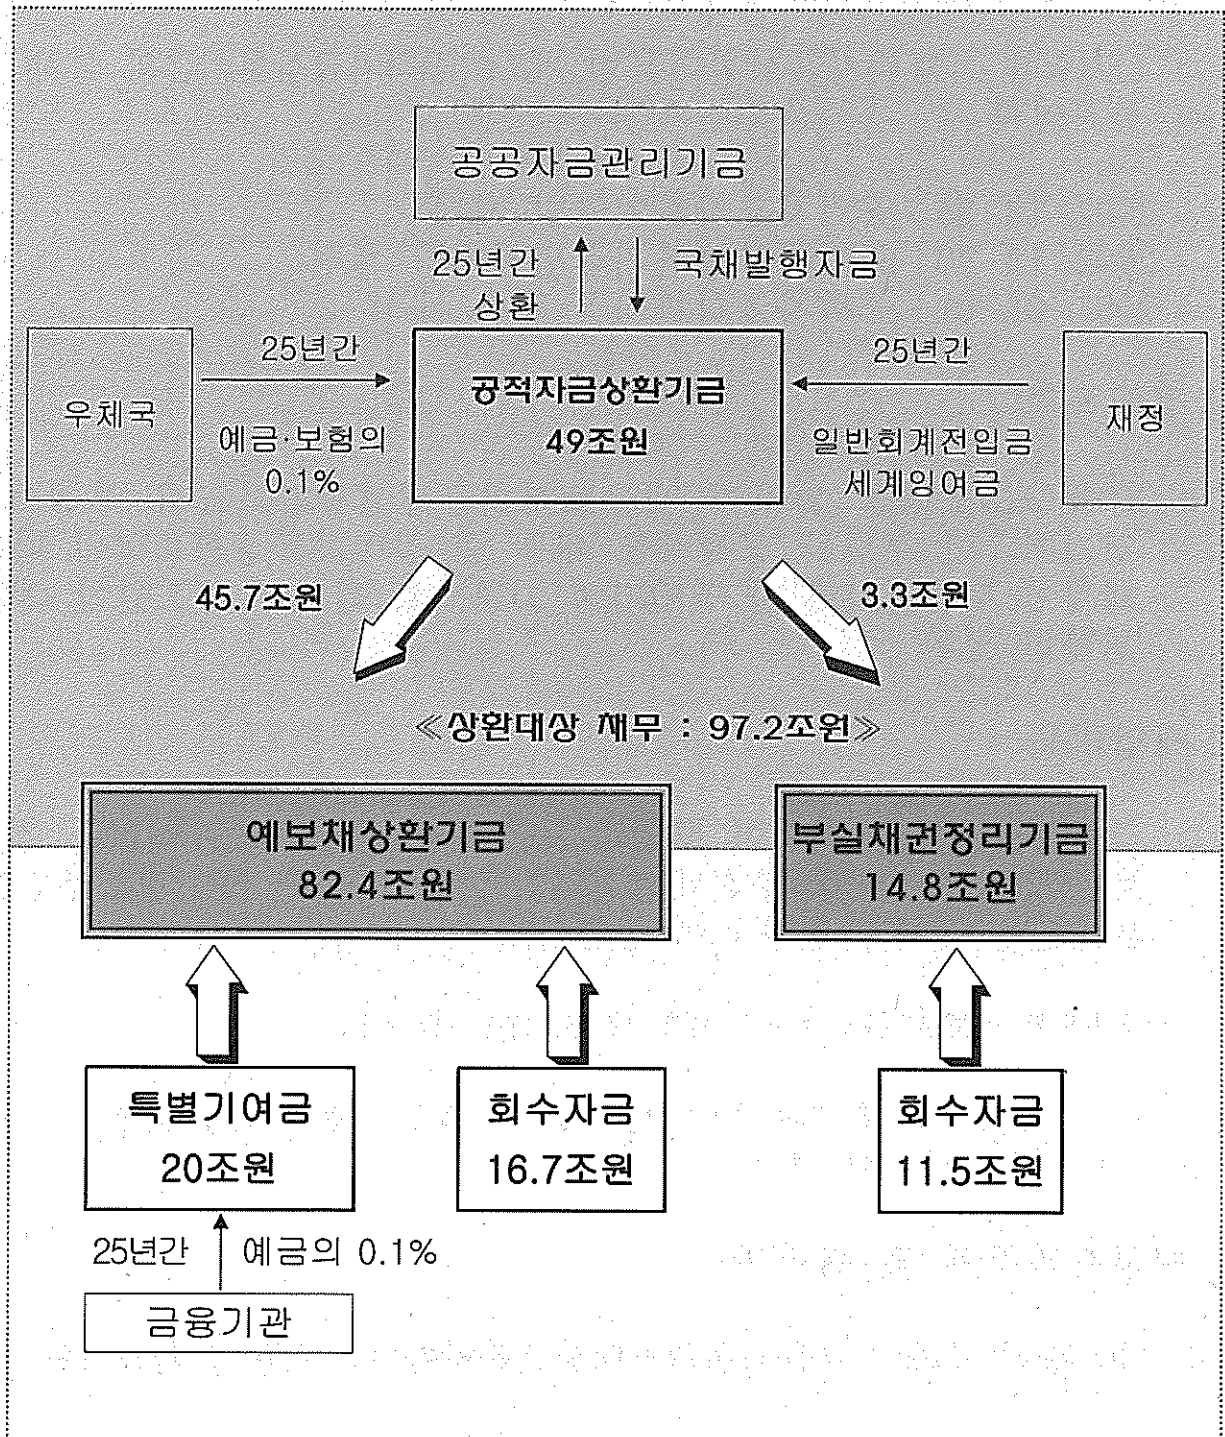 공공자금관리기금
25년간
상환
국채발행자금
우체국
25년간
예금·보험의
0.1%
공적자금상환기금
49조원
25년간
일반회계전입금
세계잉여금
재정
45.7조원
3.3조원
≪상환대상 채무 : 97.2조원≫
예보채상환기금
82.4조원
부실채권정리기금
14.8조원
특별기여금
20조원
회수자금
16.7조원
회수자금
11.5조원
25년간
예금의 0.1%
금융기관